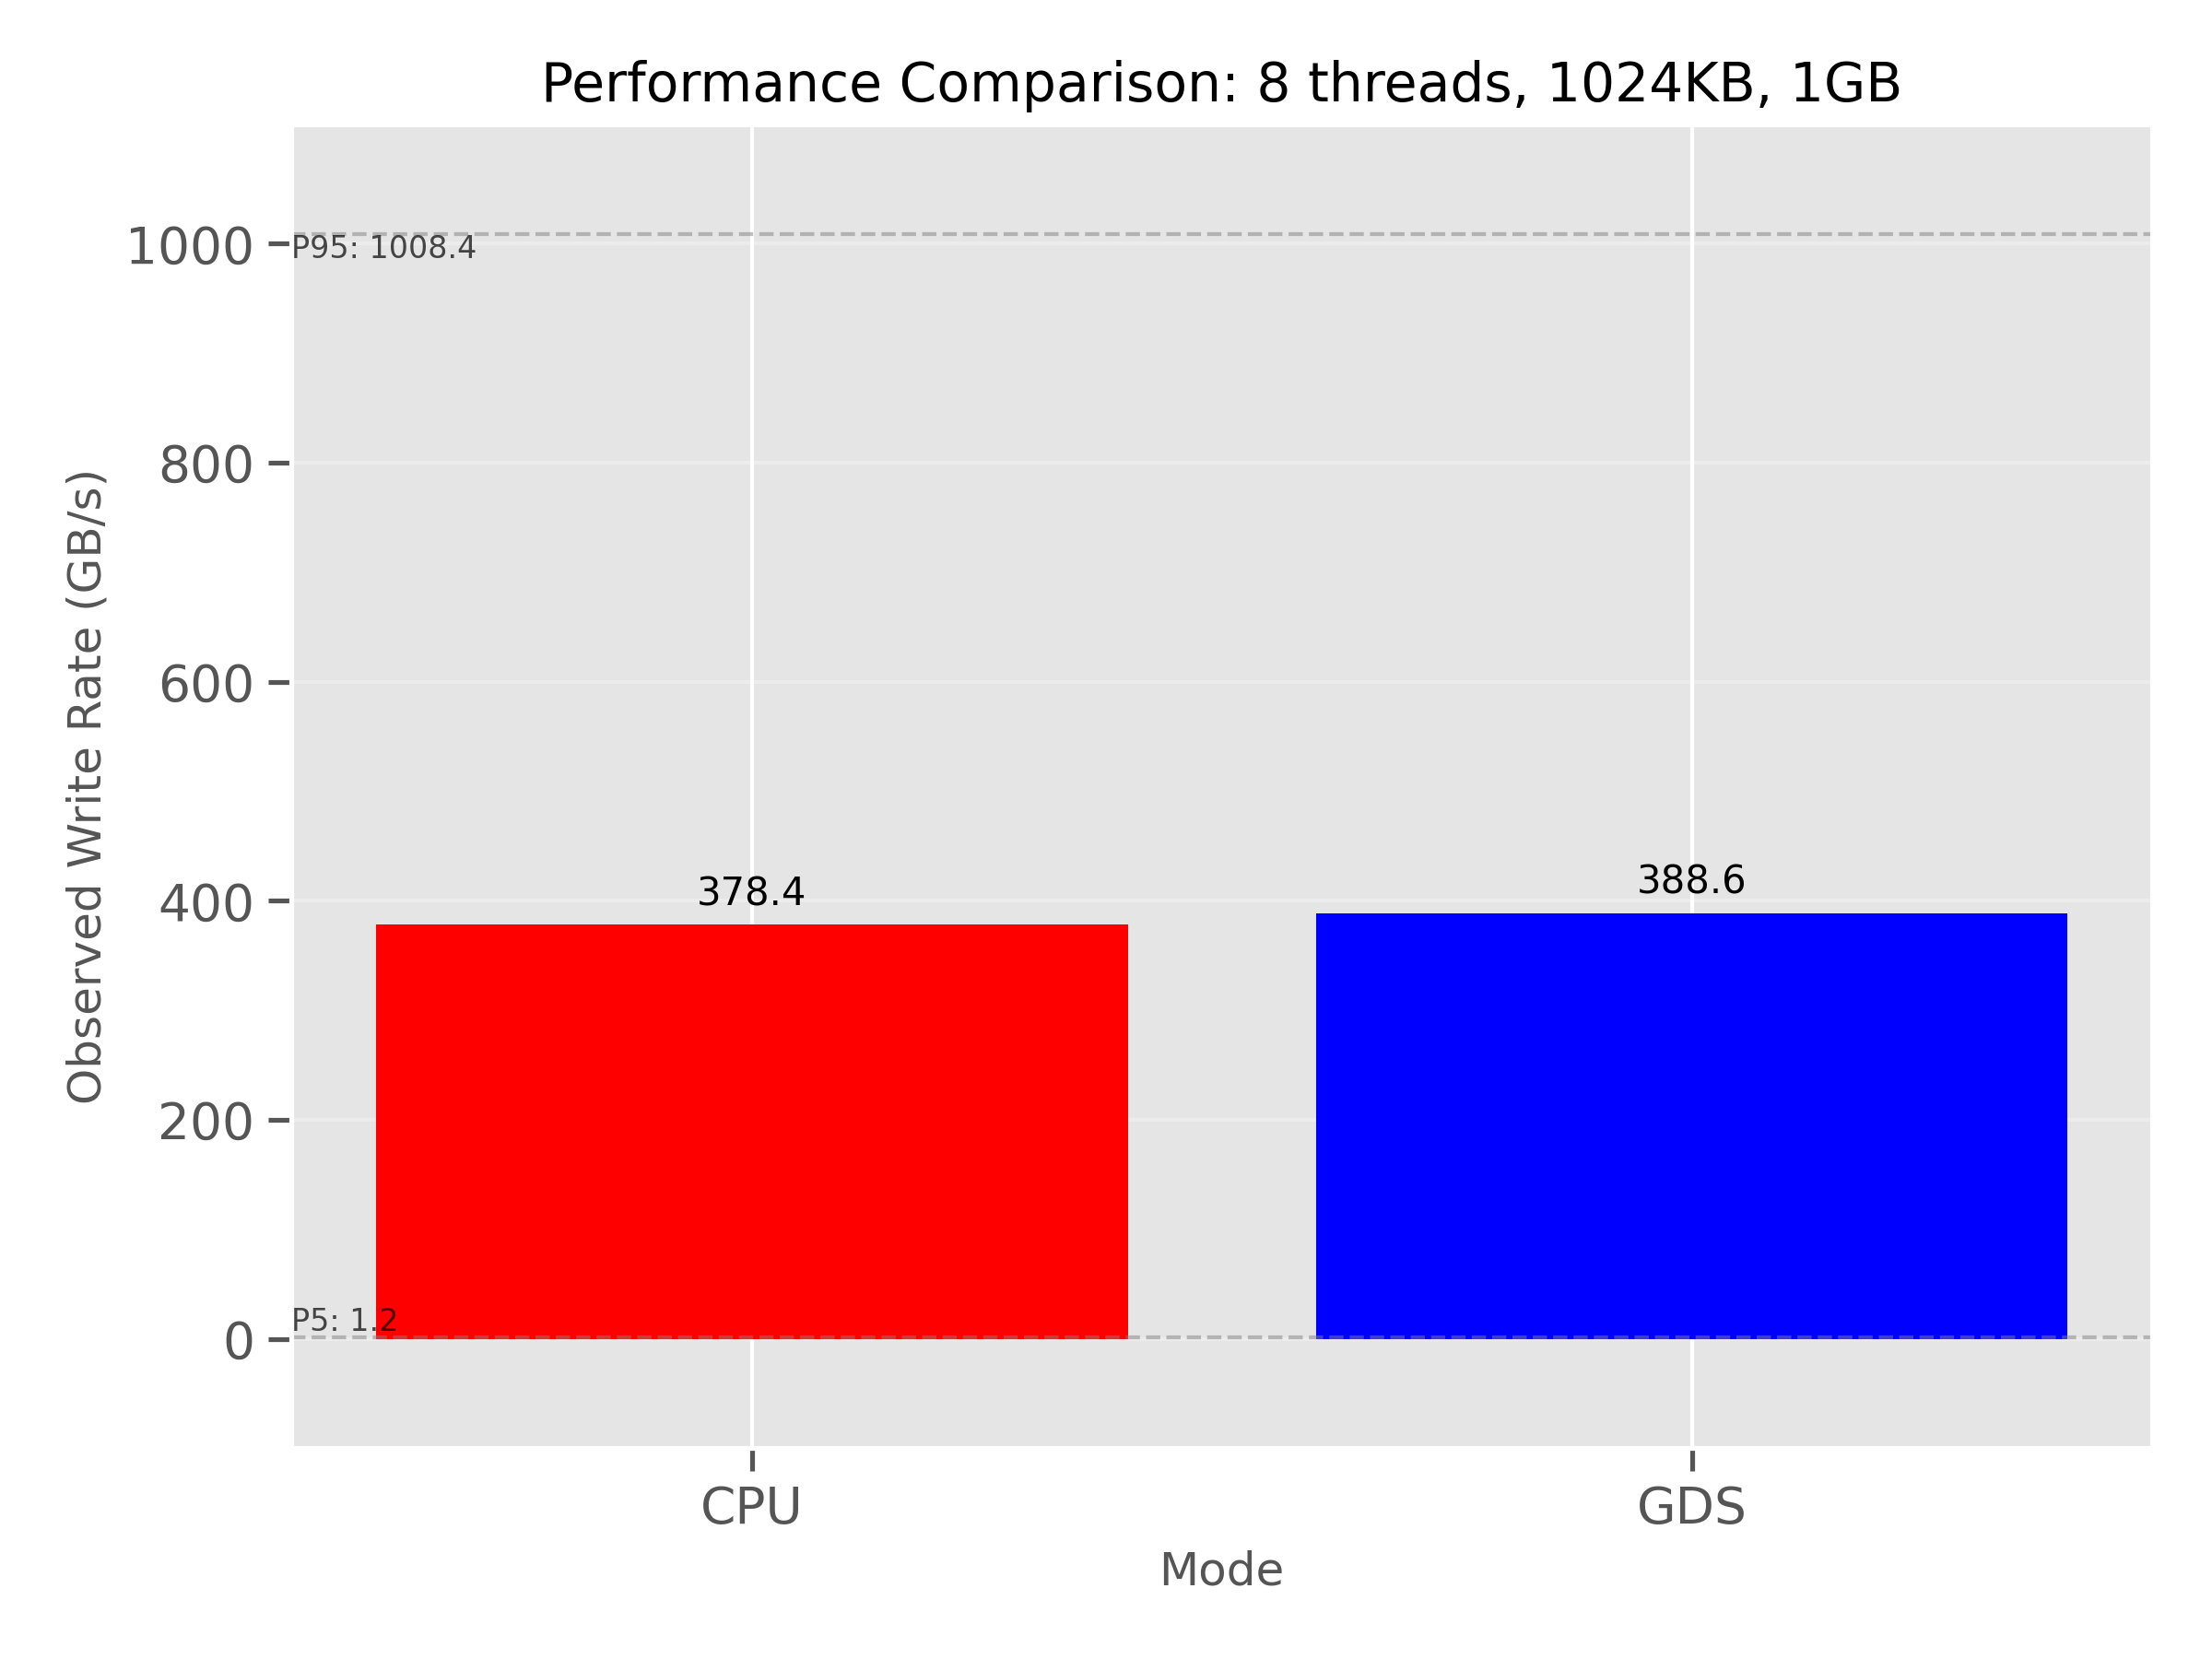 Performance Comparison: 8 threads, 1024KB, 1GB
Observed Write Rate (GB/s)
1000
800
600
400
200
0
P95: 1008.4
378.4
388.6
P5: 1.2
CPU
GDS
Mode